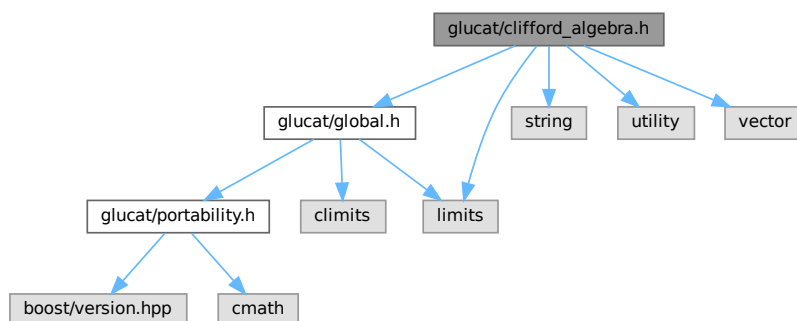 glucat/clifford_algebra.h
glucat/global.h
string
utility
vector
glucat/portability.h
climits
limits
boost/version.hpp
cmath